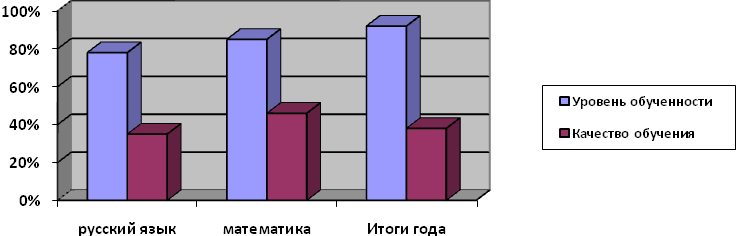 100%
80%
60%
40%
20%
0%
русский язык
математика
Итоги года
Уровень обученности
Качество обучения